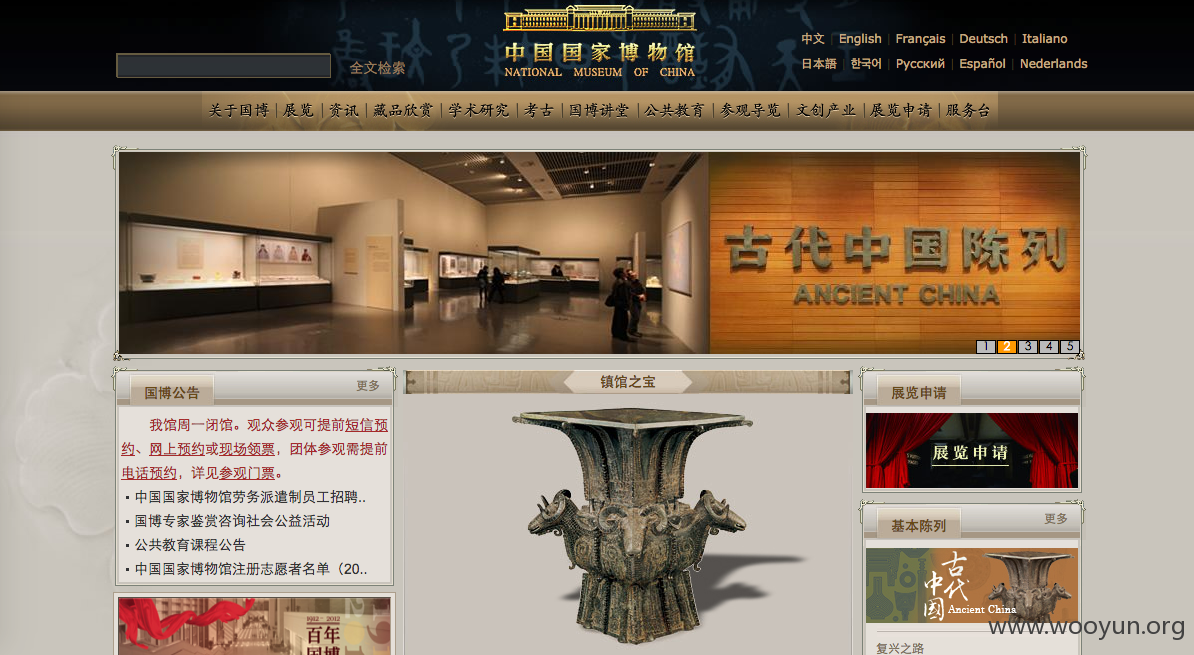 中国国家博物馆
NATIONAL MUSEUM OF CHINA
全文检索
中文 | English | Français | Deutsch | Italiano
日本語 | 한국어 | Русский | Español | Nederlands
关于国博 | 展览 | 资讯 | 藏品欣赏 | 学术研究 | 考古 | 国博讲堂 | 公共教育 | 参观导览 | 文创产业 | 展览申请 | 服务台
古代中国陈列
ANCIENT CHINA
1 2 3 4 5
国博公告
更多
我馆周一闭馆。观众参观可提前短信预
约、网上预约或现场领票，团体参观需提前
电话预约，详见参观门票。
中国国家博物馆劳务派遣制员工招聘..
国博专家鉴赏咨询社会公益活动
公共教育课程公告
中国国家博物馆注册志愿者名单（20..
1912 - 2012
百年
国博
镇馆之宝
展览申请
展览申请
基本陈列
更多
古代
中国
Ancient China
复兴之路
www.wooyun.org